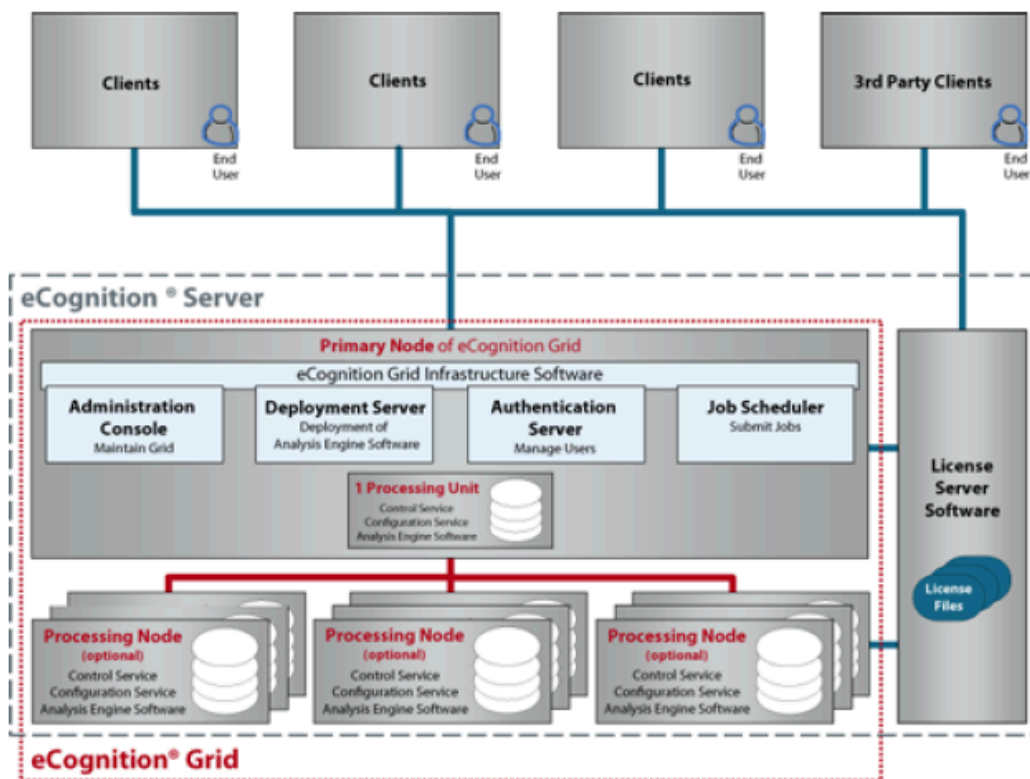 Clients
Clients
Clients
3rd Party Clients
End
User
End
User
End
User
End
User
eCognition ® Server
Primary Node of eCognition Grid
eCognition Grid Infrastructure Software
Administration
Console
Maintain Grid
Deployment Server
Deployment of
Analysis Engine Software
Authentication
Server
Manage Users
Job Scheduler
Submit Jobs
1 Processing Unit
Control Service
Configuration Service
Analysis Engine Software
License
Server
Software
License
Files
Processing Node
(optional)
Control Service
Configuration Service
Analysis Engine Software
Processing Node
(optional)
Control Service
Configuration Service
Analysis Engine Software
Processing Node
(optional)
Control Service
Configuration Service
Analysis Engine Software
eCognition® Grid